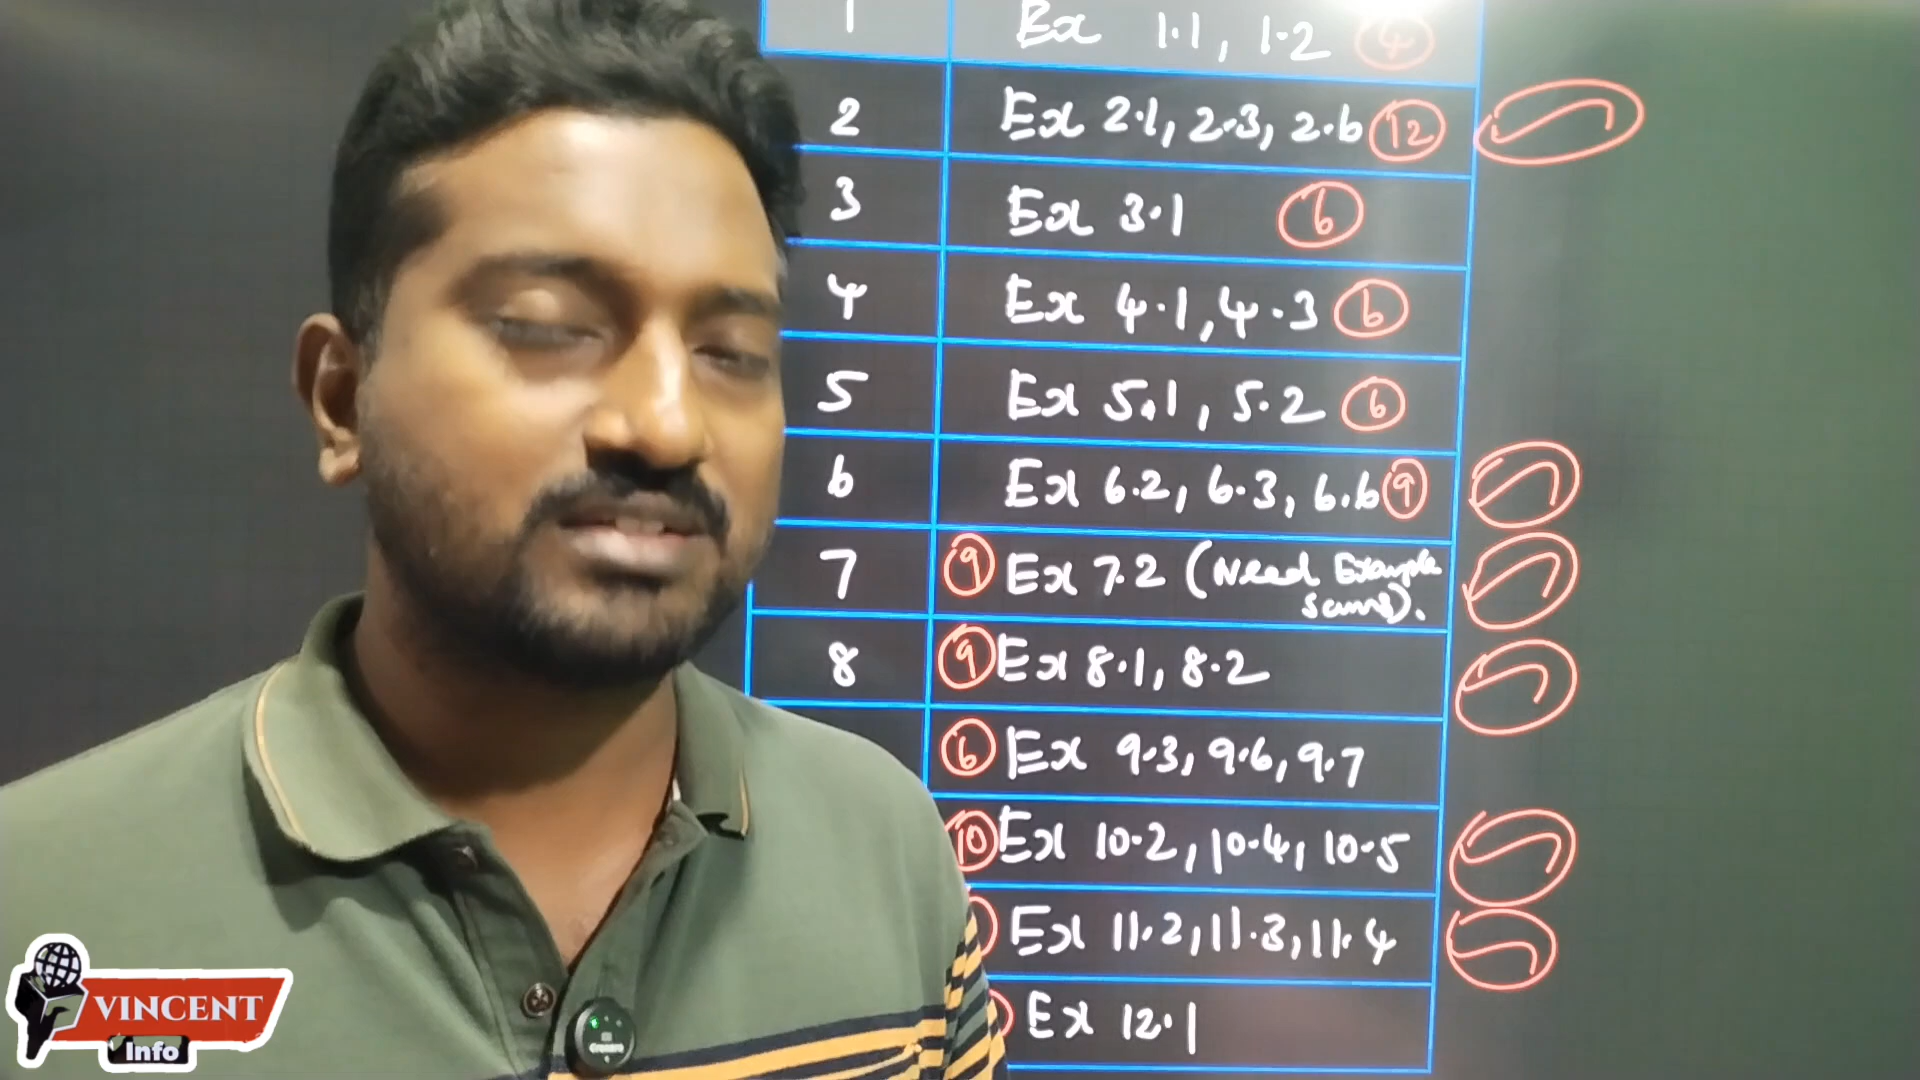 1 Ex 1.1, 1.2 4
2 Ex 2.1, 2.3, 2.6 12
3 Ex 3.1 6
4 Ex 4.1, 4.3 6
5 Ex 5.1, 5.2 6
6 Ex 6.2, 6.3, 6.6 9
7 9 Ex 7.2 (Need Example
sums).
8 9 Ex 8.1, 8.2
6 Ex 9.3, 9.6, 9.7
10 Ex 10.2, 10.4, 10.5
Ex 11.2, 11.3, 11.4
Ex 12.1
VINCENT
Info